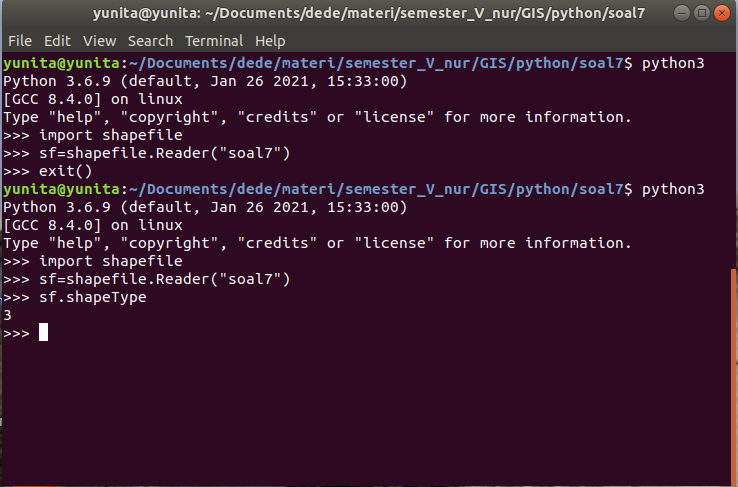 yunita@yunita: ~/Documents/dede/materi/semester_V_nur/GIS/python/soal7
File Edit View Search Terminal Help
yunita@yunita:~/Documents/dede/materi/semester_V_nur/GIS/python/soal7$ python3
Python 3.6.9 (default, Jan 26 2021, 15:33:00)
[GCC 8.4.0] on linux
Type "help", "copyright", "credits" or "license" for more information.
>>> import shapefile
>>> sf=shapefile.Reader("soal7")
>>> exit()
yunita@yunita:~/Documents/dede/materi/semester_V_nur/GIS/python/soal7$ python3
Python 3.6.9 (default, Jan 26 2021, 15:33:00)
[GCC 8.4.0] on linux
Type "help", "copyright", "credits" or "license" for more information.
>>> import shapefile
>>> sf=shapefile.Reader("soal7")
>>> sf.shapeType
3
>>>